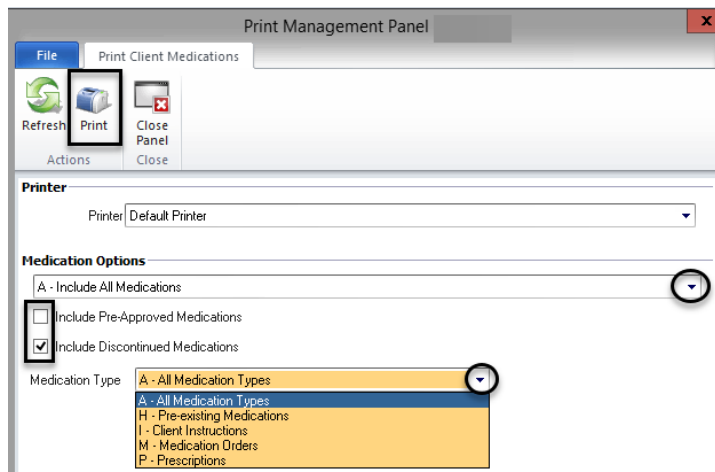 Print Management Panel
x
File Print Client Medications
Refresh Print Close Panel
Actions Close
Printer
Printer Default Printer
Medication Options
A - Include All Medications
Include Pre-Approved Medications
Include Discontinued Medications
Medication Type A - All Medication Types
A - All Medication Types
H - Pre-existing Medications
I - Client Instructions
M - Medication Orders
P - Prescriptions